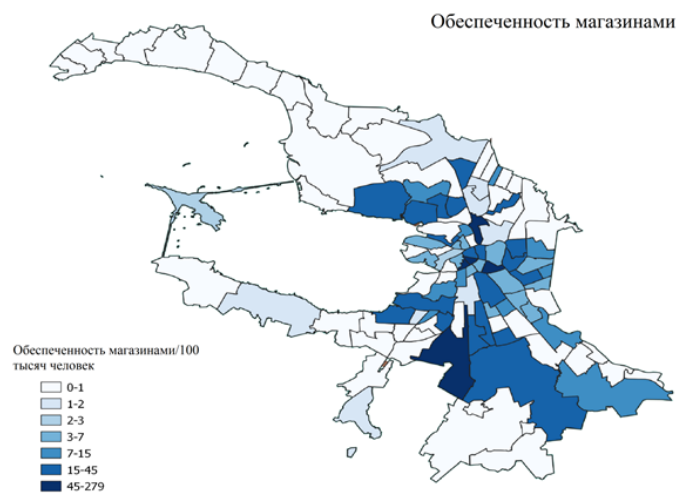 Обеспеченность магазинами
Обеспеченность магазинами/100
тысяч человек
0-1
1-2
2-3
3-7
7-15
15-45
45-279